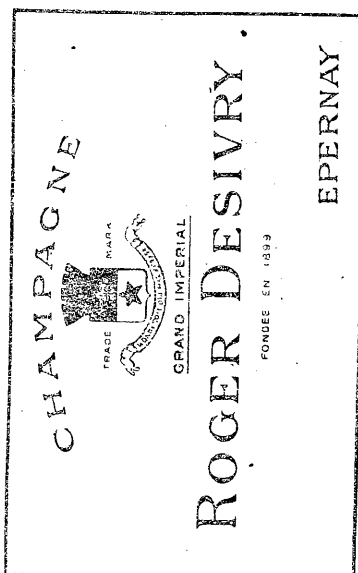 CHAMPAGNE
TRADE MARK
GRAND IMPERIAL
ROGER DESIVRY
FONDEE EN 1899
EPERNAY